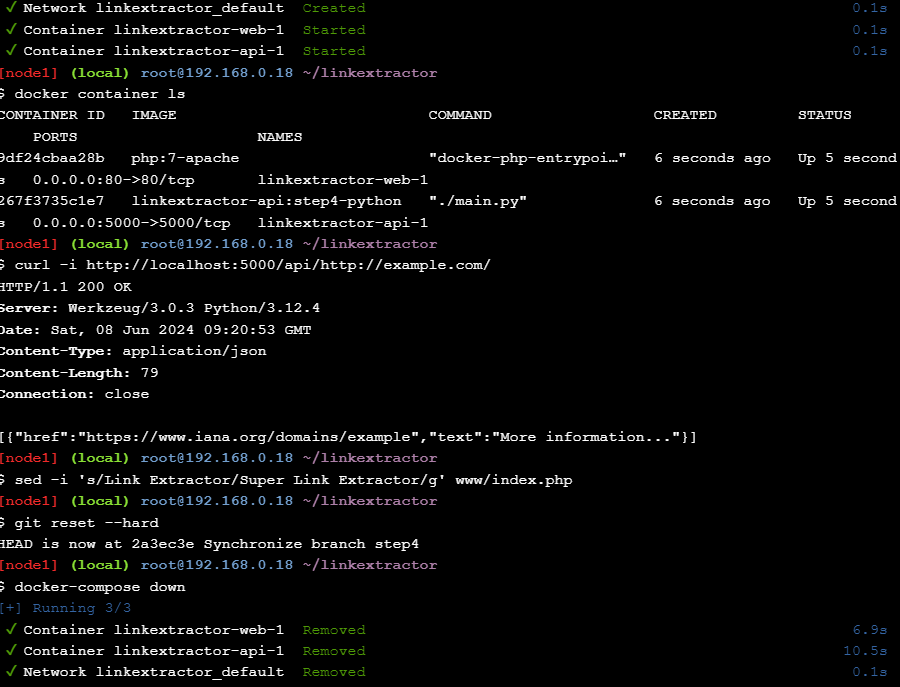 ✓ Network linkextractor_default  Created  0.1s
✓ Container linkextractor-web-1  Started  0.1s
✓ Container linkextractor-api-1  Started  0.1s
[node1] (local) root@192.168.0.18 ~/linkextractor
$ docker container ls
CONTAINER ID   IMAGE                            COMMAND                  CREATED         STATUS
    PORTS                    NAMES
9df24cbaa28b   php:7-apache                     "docker-php-entrypoi…"   6 seconds ago   Up 5 second
s   0.0.0.0:80->80/tcp       linkextractor-web-1
267f3735c1e7   linkextractor-api:step4-python   "./main.py"              6 seconds ago   Up 5 second
s   0.0.0.0:5000->5000/tcp   linkextractor-api-1
[node1] (local) root@192.168.0.18 ~/linkextractor
$ curl -i http://localhost:5000/api/http://example.com/
HTTP/1.1 200 OK
Server: Werkzeug/3.0.3 Python/3.12.4
Date: Sat, 08 Jun 2024 09:20:53 GMT
Content-Type: application/json
Content-Length: 79
Connection: close

[{"href":"https://www.iana.org/domains/example","text":"More information..."}]
[node1] (local) root@192.168.0.18 ~/linkextractor
$ sed -i 's/Link Extractor/Super Link Extractor/g' www/index.php
[node1] (local) root@192.168.0.18 ~/linkextractor
$ git reset --hard
HEAD is now at 2a3ec3e Synchronize branch step4
[node1] (local) root@192.168.0.18 ~/linkextractor
$ docker-compose down
[+] Running 3/3
✓ Container linkextractor-web-1  Removed  6.9s
✓ Container linkextractor-api-1  Removed  10.5s
✓ Network linkextractor_default  Removed  0.1s